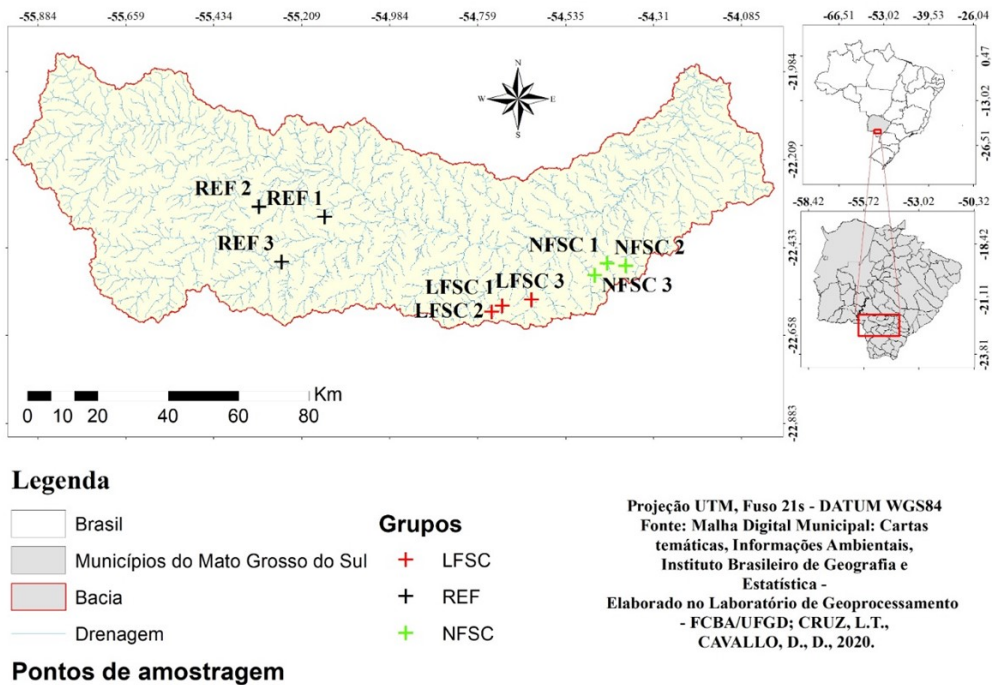 -55,884 -55,659 -55,434 -55,209 -54,984 -54,759 -54,535 -54,31 -54,085
-66,51 -53,02 -39,53 -26,04
-21,984
-22,209
-22,433
-22,658
-22,883
0,47
-13,02
-26,51
N
W E
S
REF 2 REF 1
REF 3
NFSC 1 NFSC 2
NFSC 3
LFSC 1 LFSC 3
LFSC 2
-58,42 -55,72 -53,02 -50,32
-18,42
-21,11
-23,81
Km
0 10 20 40 60 80
Legenda
Brasil
Municípios do Mato Grosso do Sul
Bacia
Drenagem
Pontos de amostragem
Grupos
LFSC
REF
NFSC
Projeção UTM, Fuso 21s - DATUM WGS84
Fonte: Malha Digital Municipal: Cartas
temáticas, Informações Ambientais,
Instituto Brasileiro de Geografia e
Estatística -
Elaborado no Laboratório de Geoprocessamento
- FCBA/UFGD; CRUZ, L.T.,
CAVALLO, D., D., 2020.